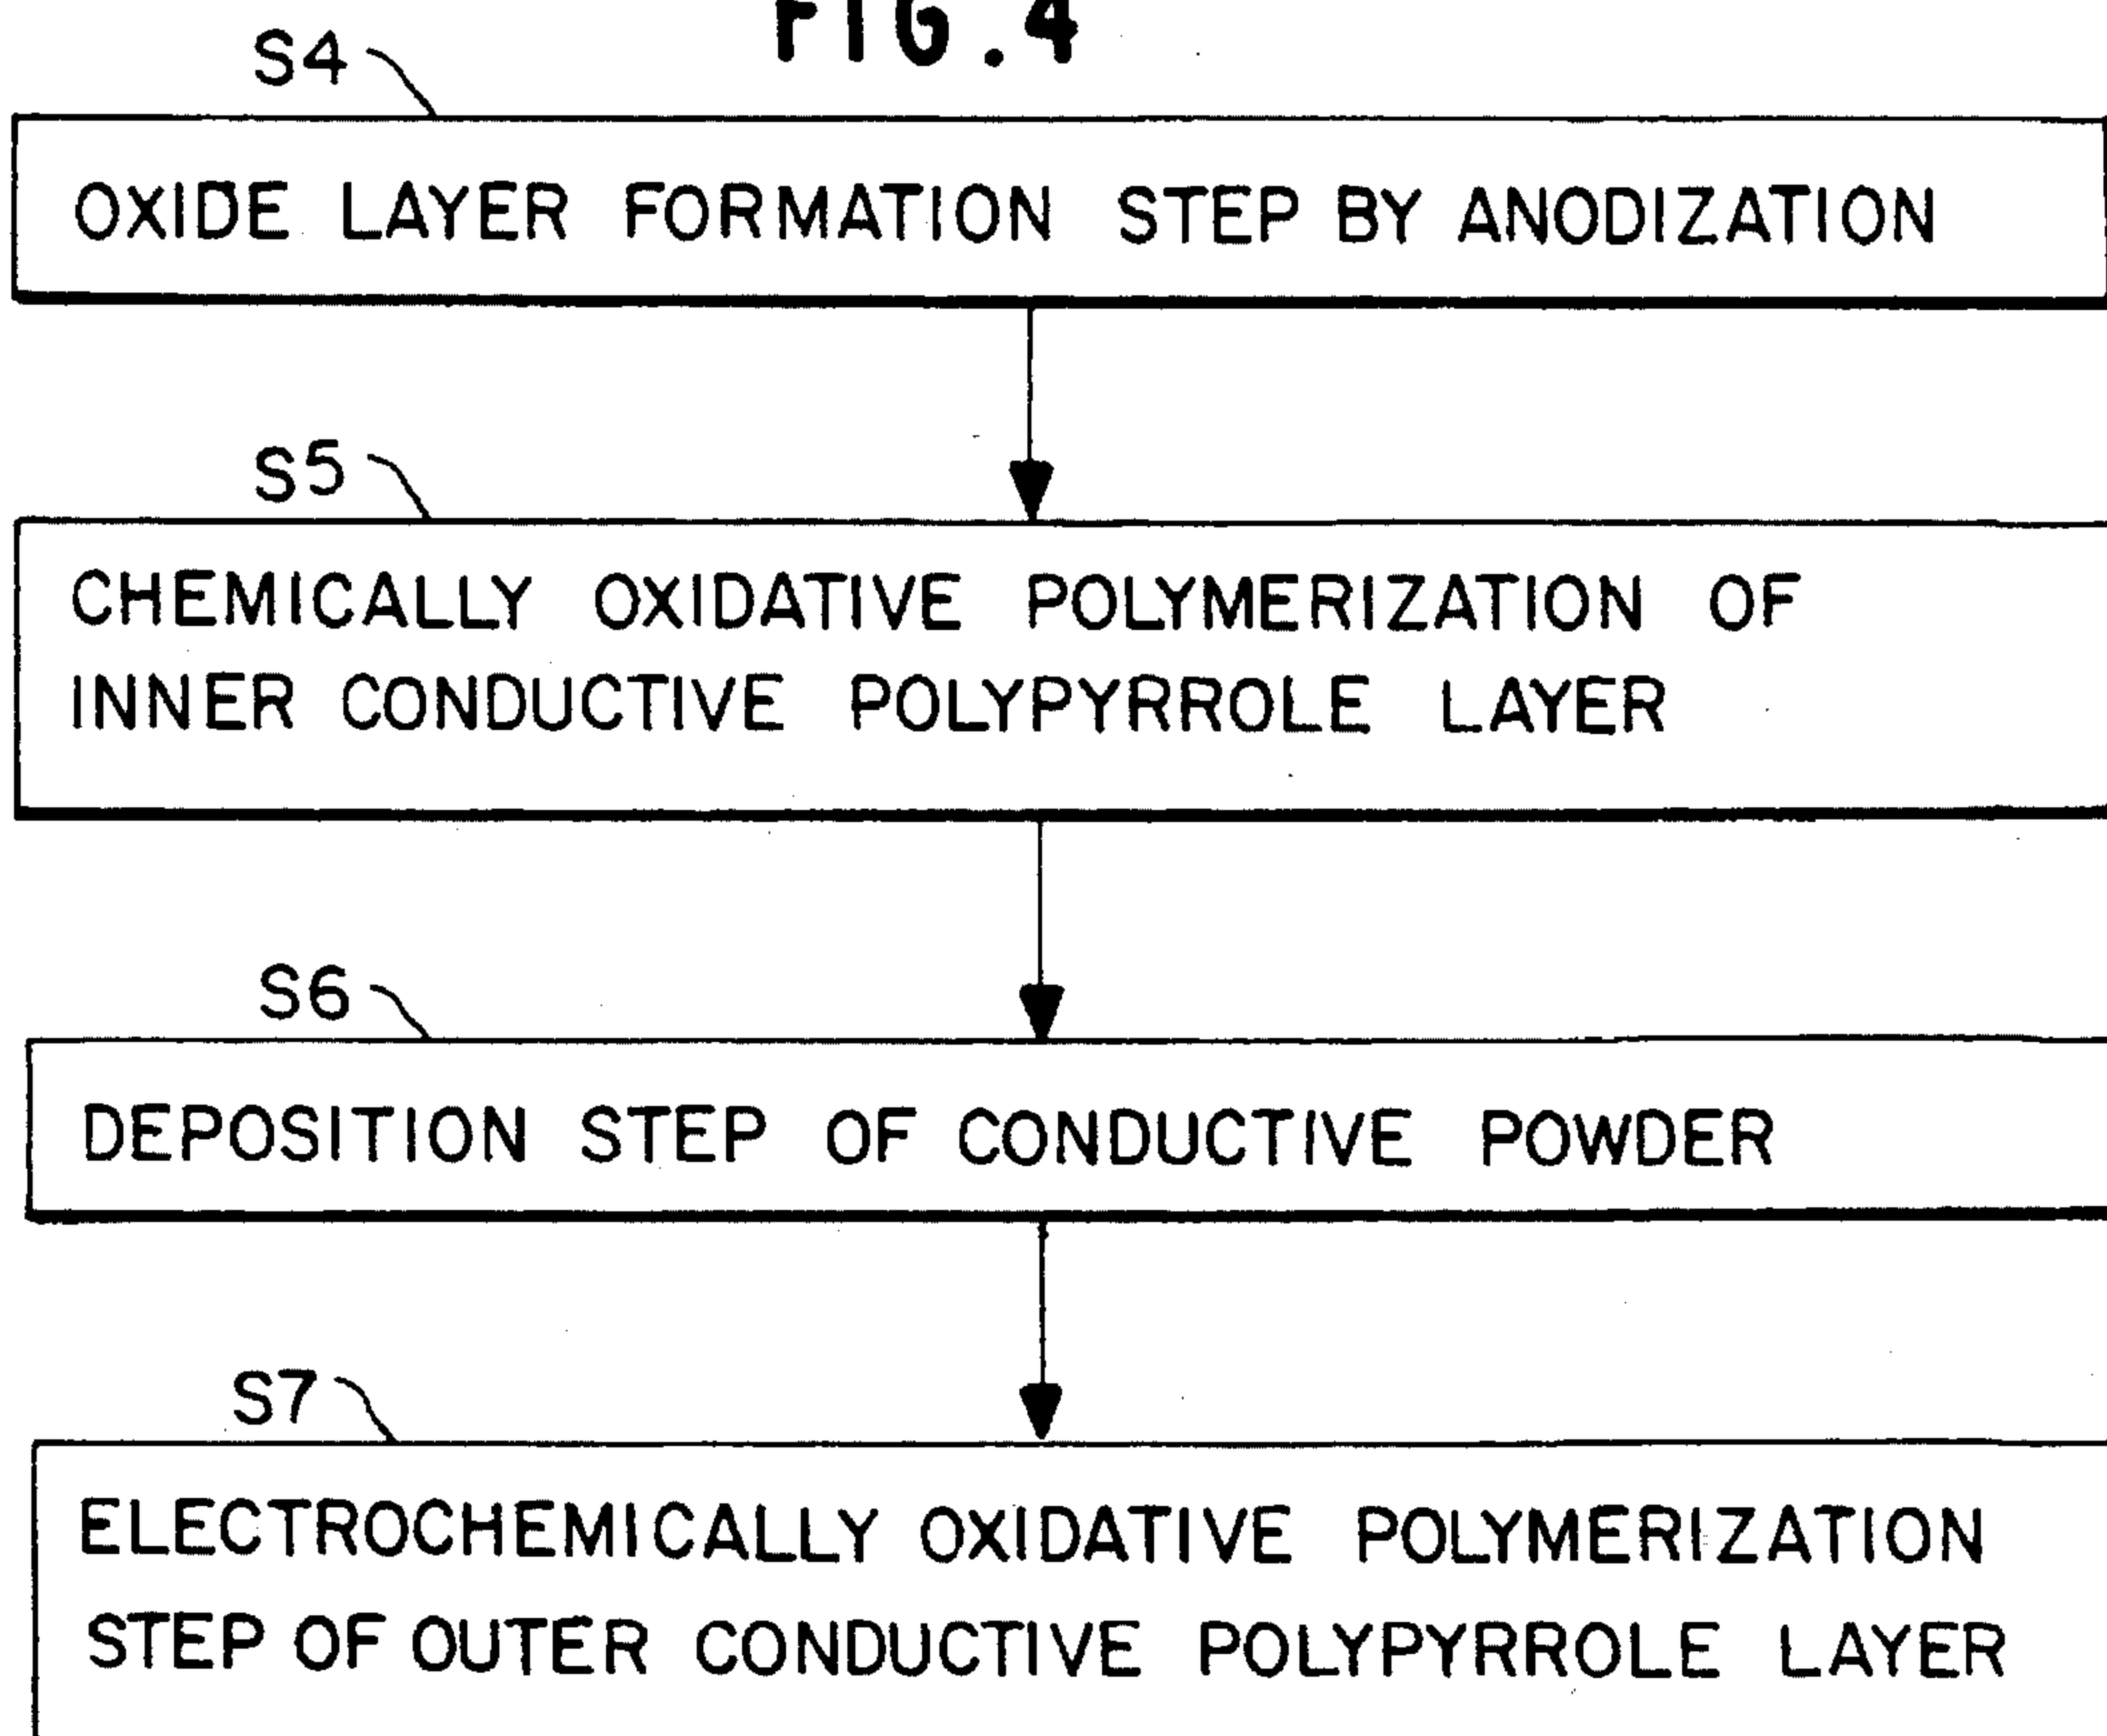 FIG.4
S4
OXIDE LAYER FORMATION STEP BY ANODIZATION
S5
CHEMICALLY OXIDATIVE POLYMERIZATION OF
INNER CONDUCTIVE POLYPYRROLE LAYER
S6
DEPOSITION STEP OF CONDUCTIVE POWDER
S7
ELECTROCHEMICALLY OXIDATIVE POLYMERIZATION
STEP OF OUTER CONDUCTIVE POLYPYRROLE LAYER